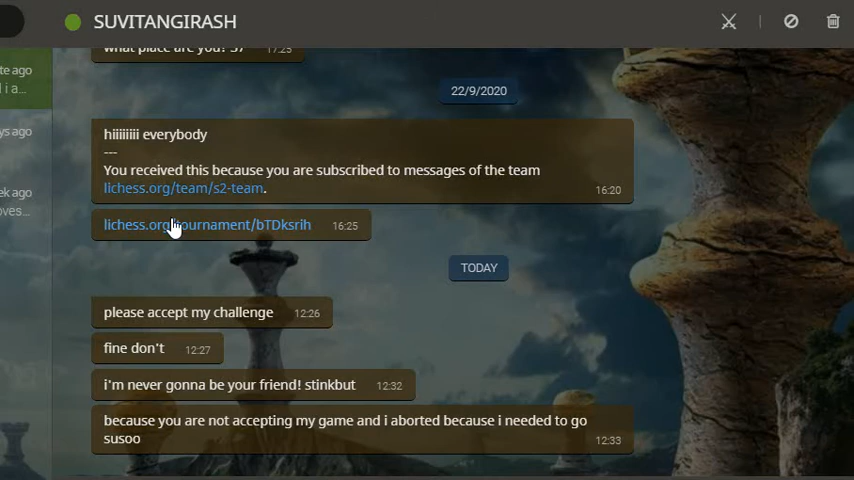 SUVITANGIRASH
what place are you? 57 17:25
te ago
d i a...
22/9/2020
ys ago
hiiiiiiii everybody
---
You received this because you are subscribed to messages of the team
lichess.org/team/s2-team. 16:20
ek ago
oves...
lichess.org/tournament/bTDksrih 16:25
TODAY
please accept my challenge 12:26
fine don't 12:27
i'm never gonna be your friend! stinkbut 12:32
because you are not accepting my game and i aborted because i needed to go
susoo 12:33